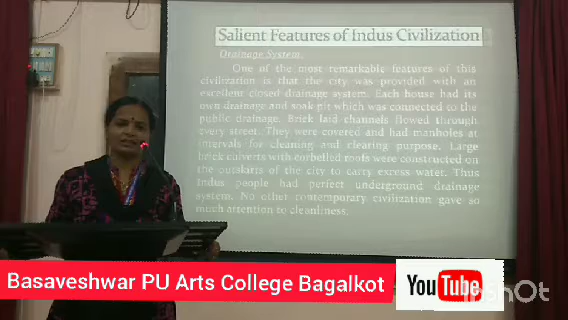 Salient Features of Indus Civilization
Drainage System.
One of the most remarkable features of this
civilization is that the city was provided with an
excellent closed drainage system. Each house had its
own drainage and soak pit which was connected to the
public drainage. Brick laid channels flowed through
every street. They were covered and had manholes at
intervals for cleaning and clearing purpose. Large
brick culverts with corbelled roofs were constructed on
the outskirts of the city to carry excess water. Thus
Indus people had perfect underground drainage
system. No other contemporary civilization gave so
much attention to cleanliness.
Basaveshwar PU Arts College Bagalkot
YouTube
InShOt